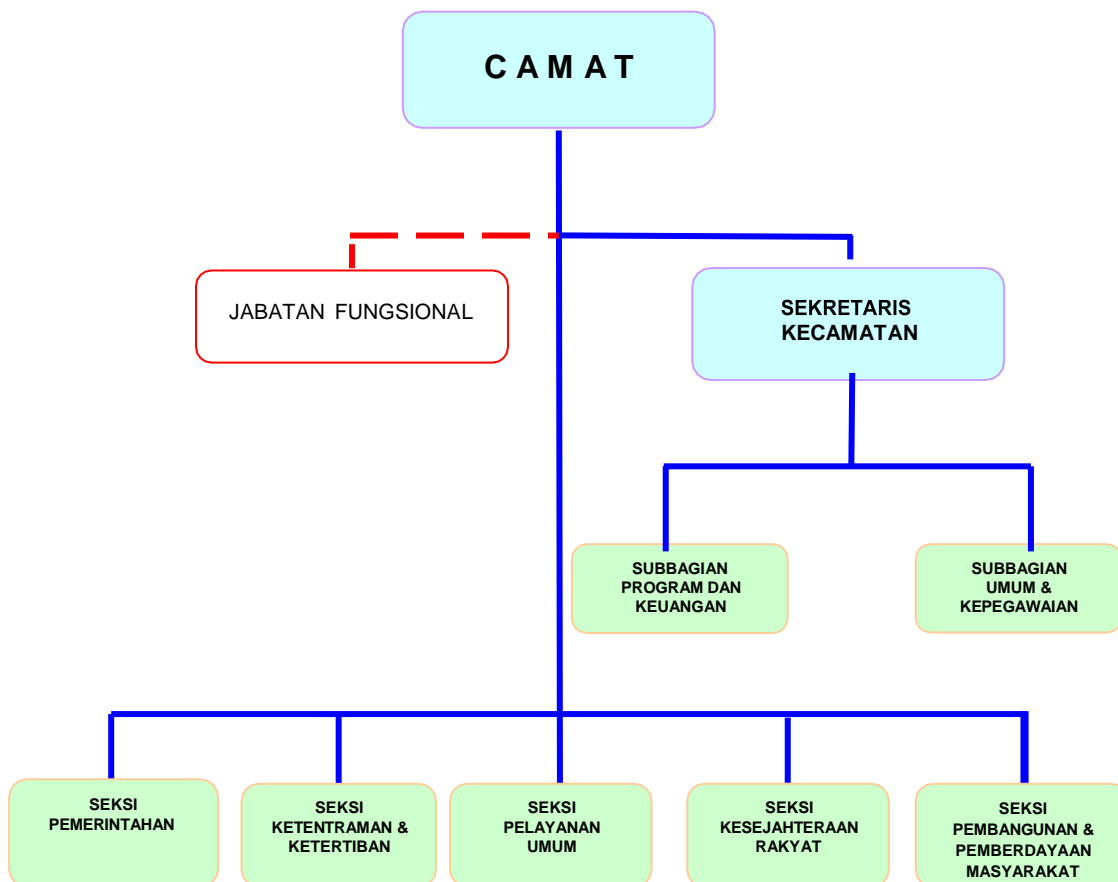 C A M A T
JABATAN FUNGSIONAL
SEKRETARIS
KECAMATAN
SUBBAGIAN
PROGRAM DAN
KEUANGAN
SUBBAGIAN
UMUM &
KEPEGAWAIAN
SEKSI
PEMERINTAHAN
SEKSI
KETENTRAMAN &
KETERTIBAN
SEKSI
PELAYANAN
UMUM
SEKSI
KESEJAHTERAAN
RAKYAT
SEKSI
PEMBANGUNAN &
PEMBERDAYAAN
MASYARAKAT